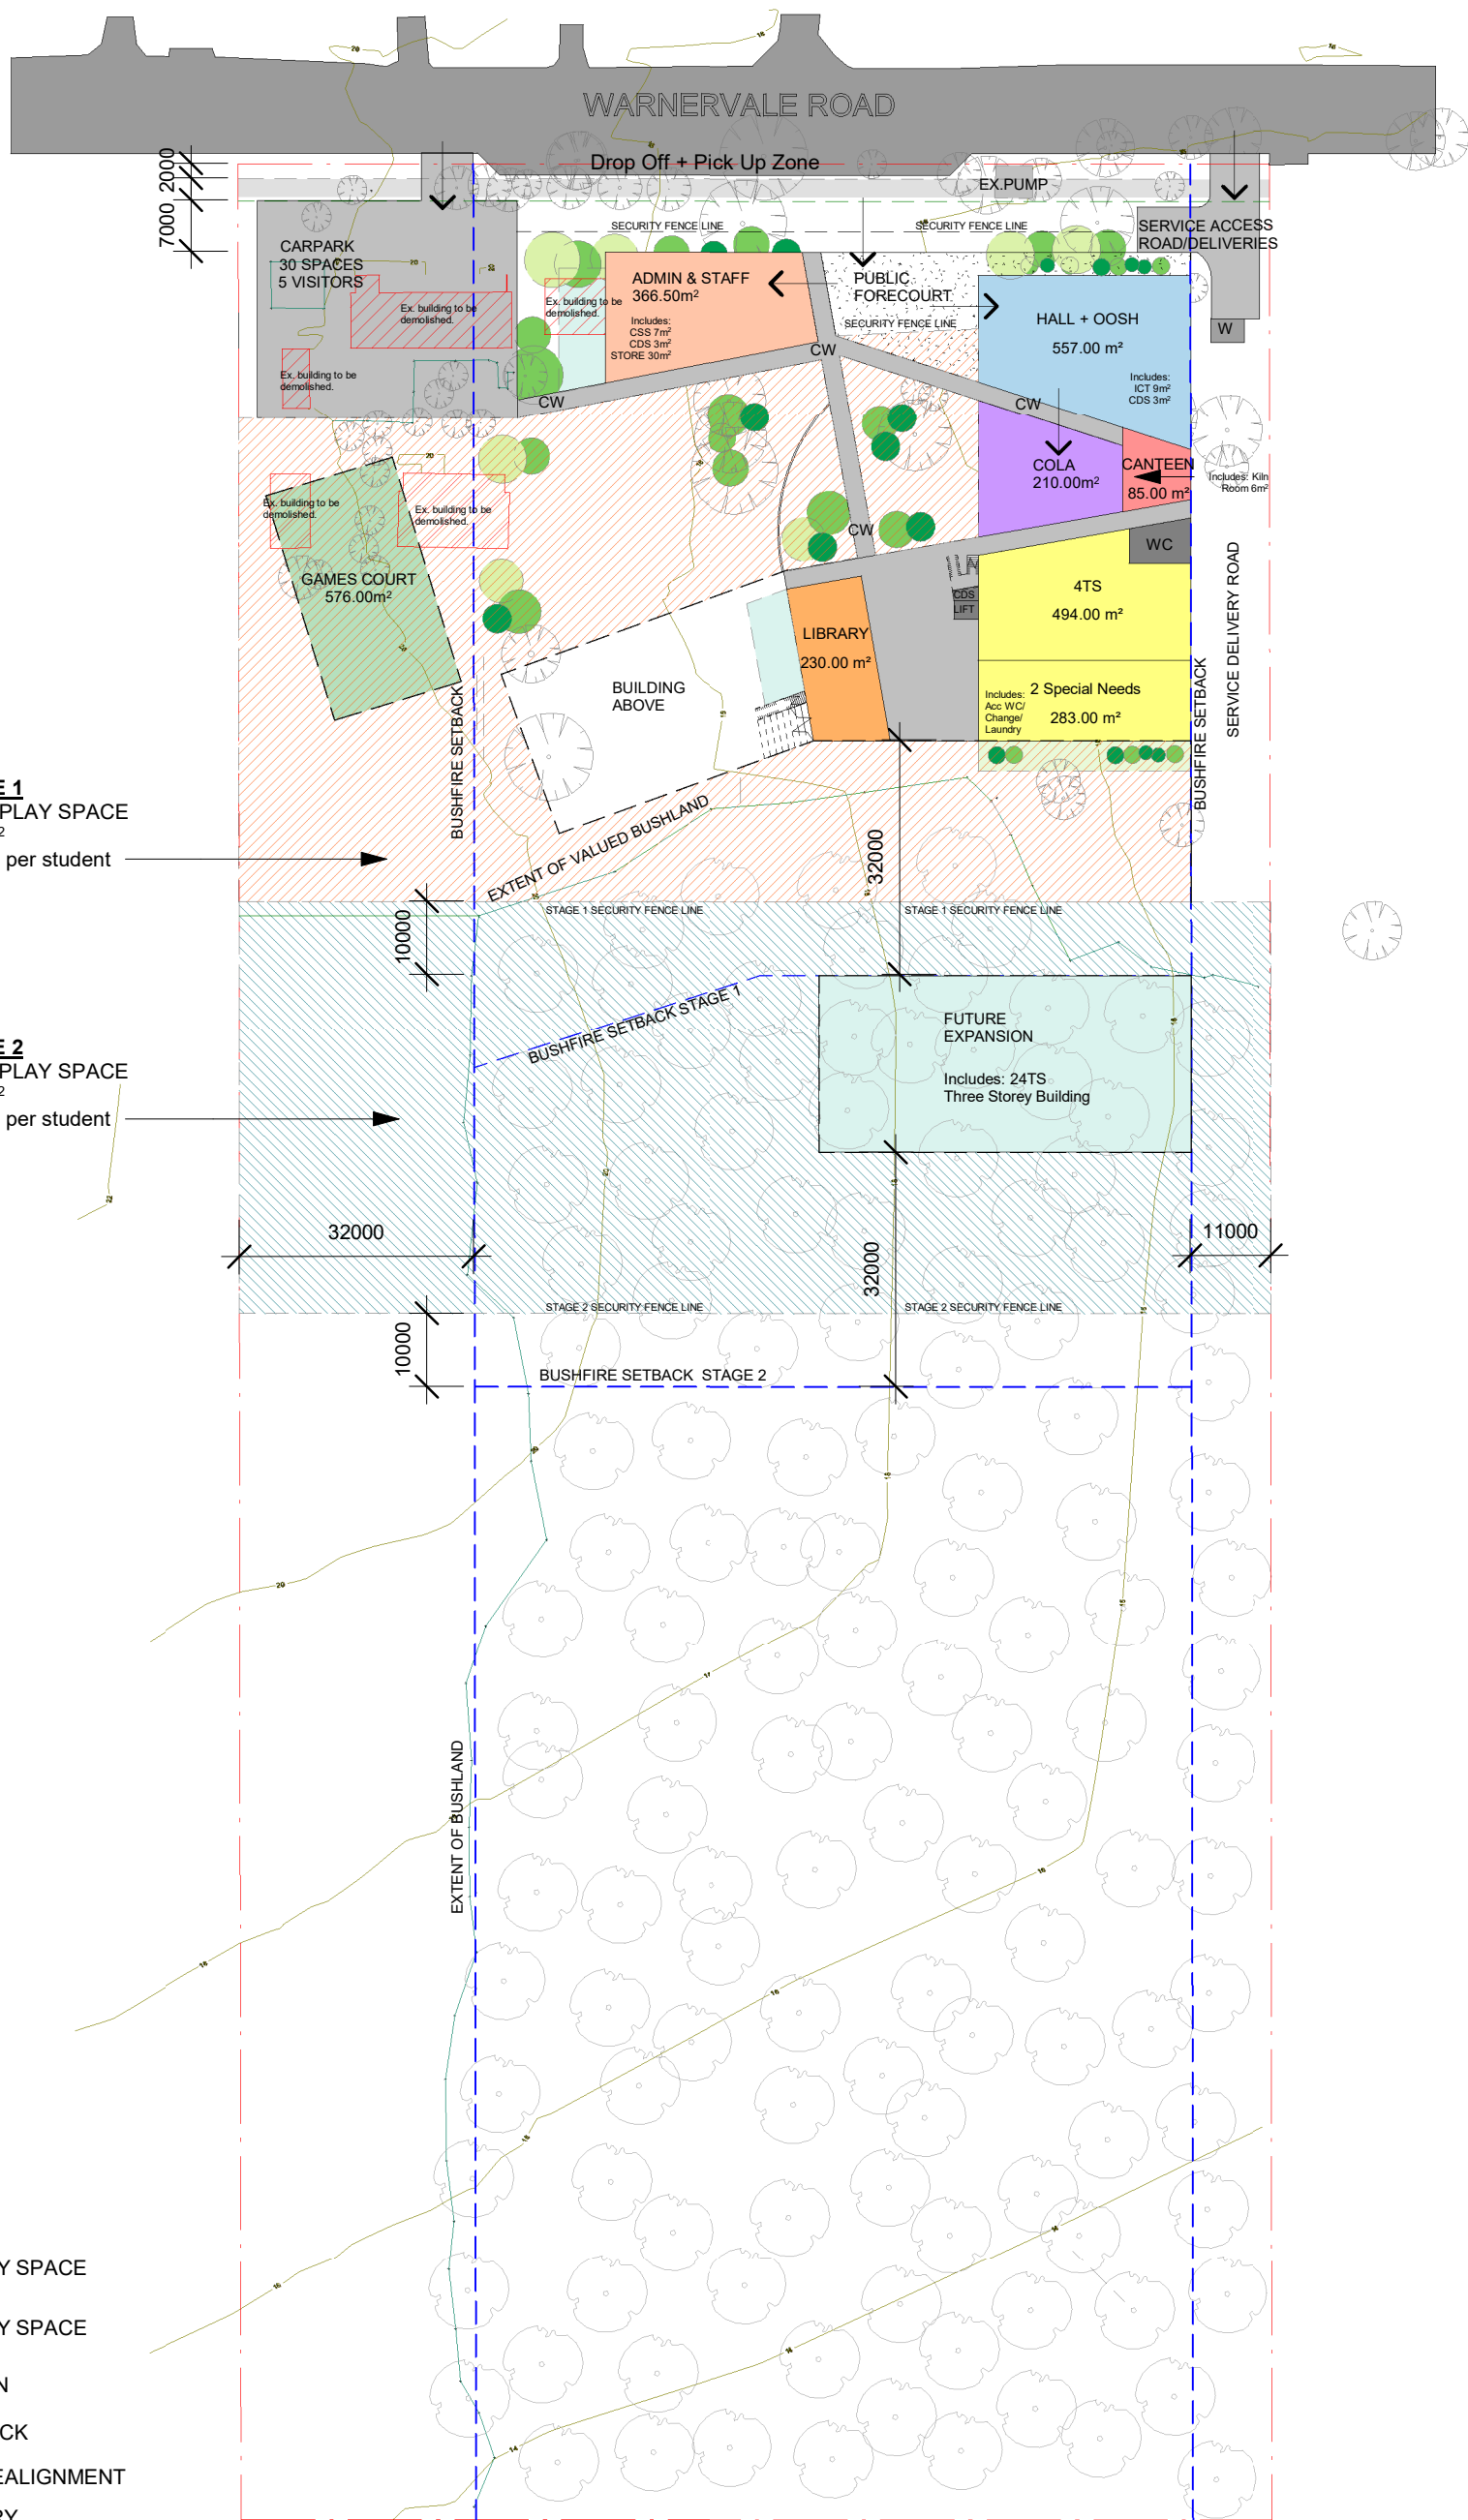 WARNERVALE ROAD
Drop Off + Pick Up Zone
2000
7000
EX.PUMP
SECURITY FENCE LINE
SECURITY FENCE LINE
SERVICE ACCESS
ROAD/DELIVERIES
CARPARK
30 SPACES
5 VISITORS
20
20
Ex. building to be
demolished.
Ex. building to be
demolished.
Ex. building to be
demolished.
ADMIN & STAFF
366.50m²
Includes:
CSS 7m²
CDS 3m²
STORE 30m²
PUBLIC
FORECOURT
SECURITY FENCE LINE
HALL + OOSH
557.00 m²
Includes:
ICT 9m²
CDS 3m²
W
CW
CW
CW
CW
COLA
210.00m²
CANTEEN
85.00 m²
Includes: Kiln
Room 6m²
Ex. building to be
demolished.
Ex. building to be
demolished.
GAMES COURT
576.00m²
WC
4TS
494.00 m²
CDS
LIFT
LIBRARY
230.00 m²
BUILDING
ABOVE
2 Special Needs
283.00 m²
Includes:
Acc WC/
Change/
Laundry
SERVICE DELIVERY ROAD
BUSHFIRE SETBACK
BUSHFIRE SETBACK
E 1
PLAY SPACE
2
per student
EXTENT OF VALUED BUSHLAND
32000
STAGE 1 SECURITY FENCE LINE
STAGE 1 SECURITY FENCE LINE
10000
BUSHFIRE SETBACK STAGE 1
FUTURE
EXPANSION
Includes: 24TS
Three Storey Building
E 2
PLAY SPACE
2
per student
32000
32000
11000
STAGE 2 SECURITY FENCE LINE
STAGE 2 SECURITY FENCE LINE
10000
BUSHFIRE SETBACK  STAGE 2
20
17
EXTENT OF BUSHLAND
16
14
Y SPACE
Y SPACE
N
CK
EALIGNMENT
RY